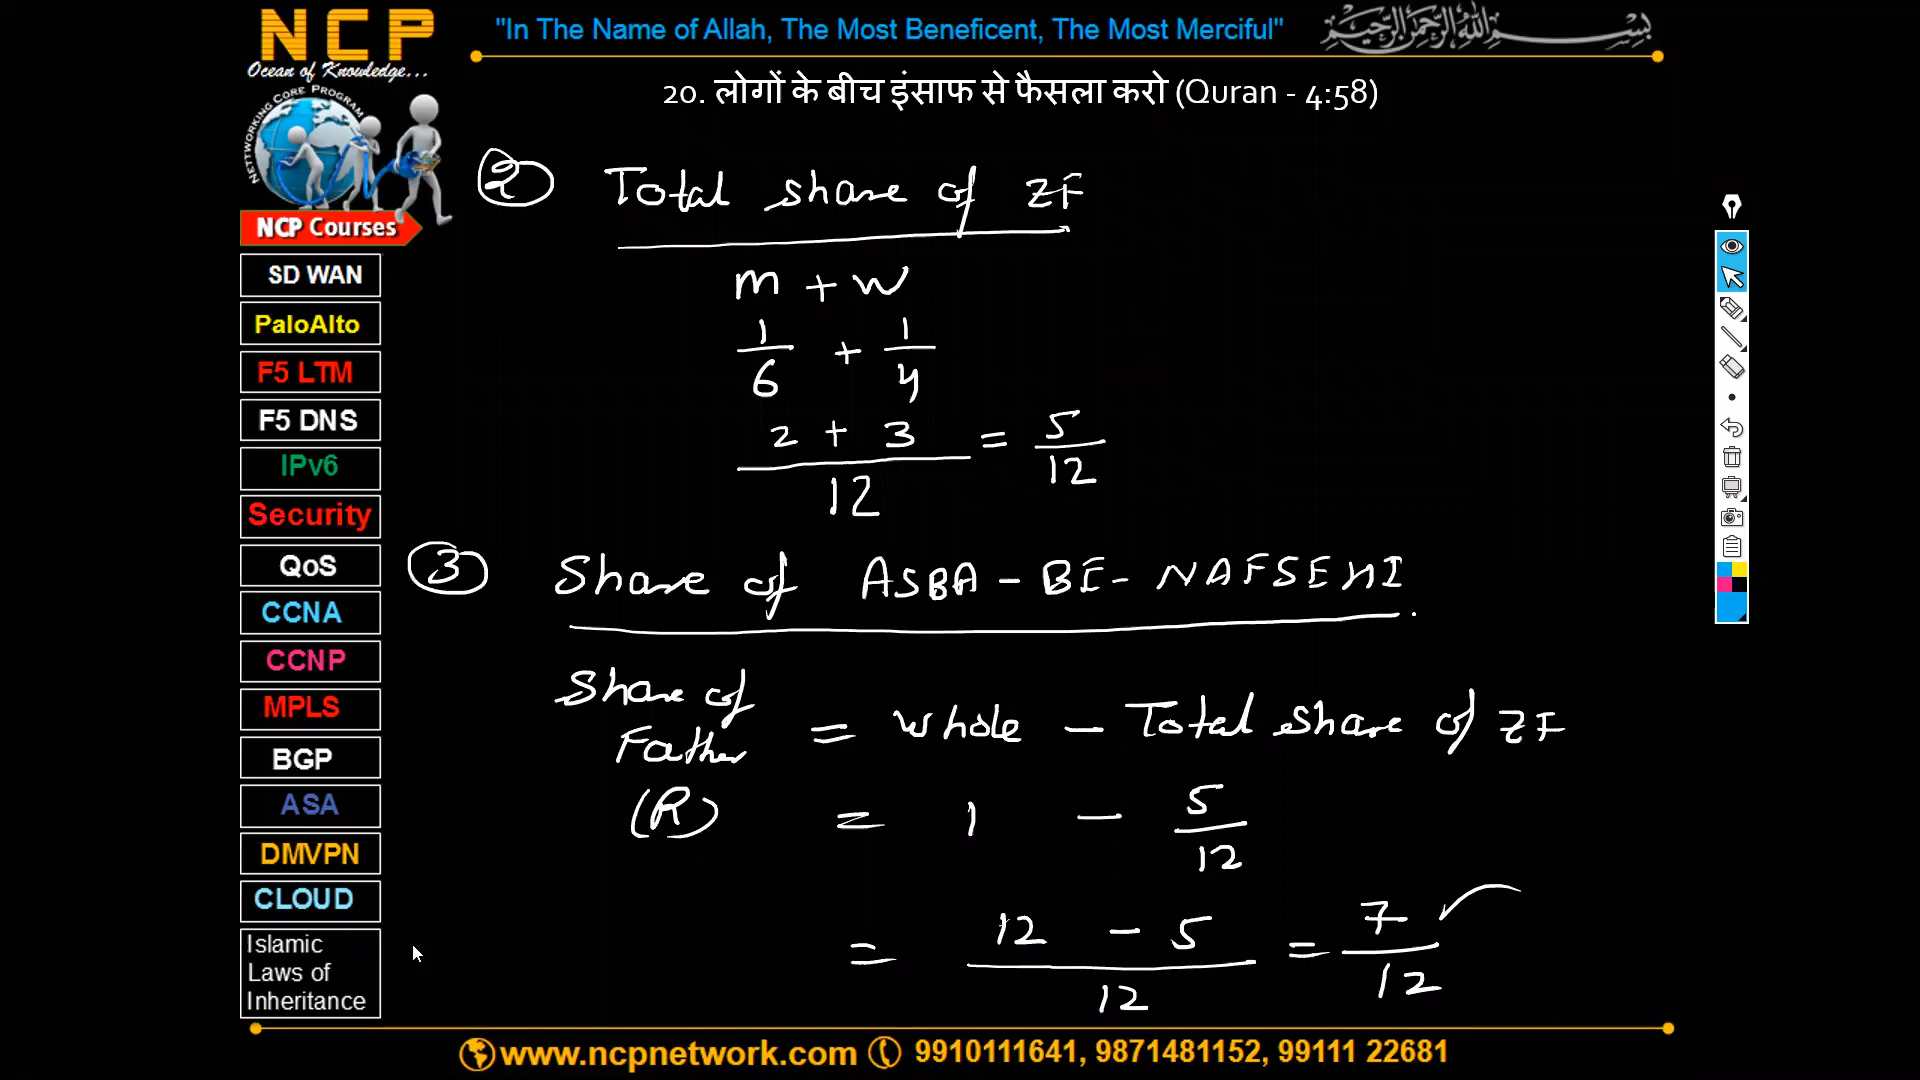 NCP
Ocean of Knowledge...
"In The Name of Allah, The Most Beneficent, The Most Merciful"
بِسْمِ اللهِ الرَّحْمٰنِ الرَّحِيْمِ
20. लोगों के बीच इंसाफ से फैसला करो (Quran - 4:58)
NETTWORKING CORE PROGRAM
NCP Courses
SD WAN
PaloAlto
F5 LTM
F5 DNS
IPv6
Security
QoS
CCNA
CCNP
MPLS
BGP
ASA
DMVPN
CLOUD
Islamic
Laws of
Inheritance
② Total share of ZF
m + w
1/6 + 1/4
2 + 3 / 12 = 5/12
③ Share of ASBA - BE - NAFSEHI.
Share of Father (R) = whole - Total share of ZF
= 1 - 5/12
= 12 - 5 / 12 = 7/12 ✓
www.ncpnetwork.com 9910111641, 9871481152, 99111 22681